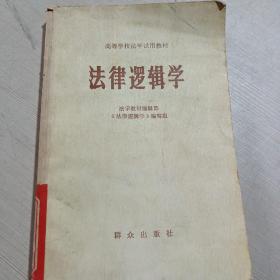 高等学校法学试用教材
法律逻辑学
法学教材编辑部
《法律逻辑学》编写组
群众出版社